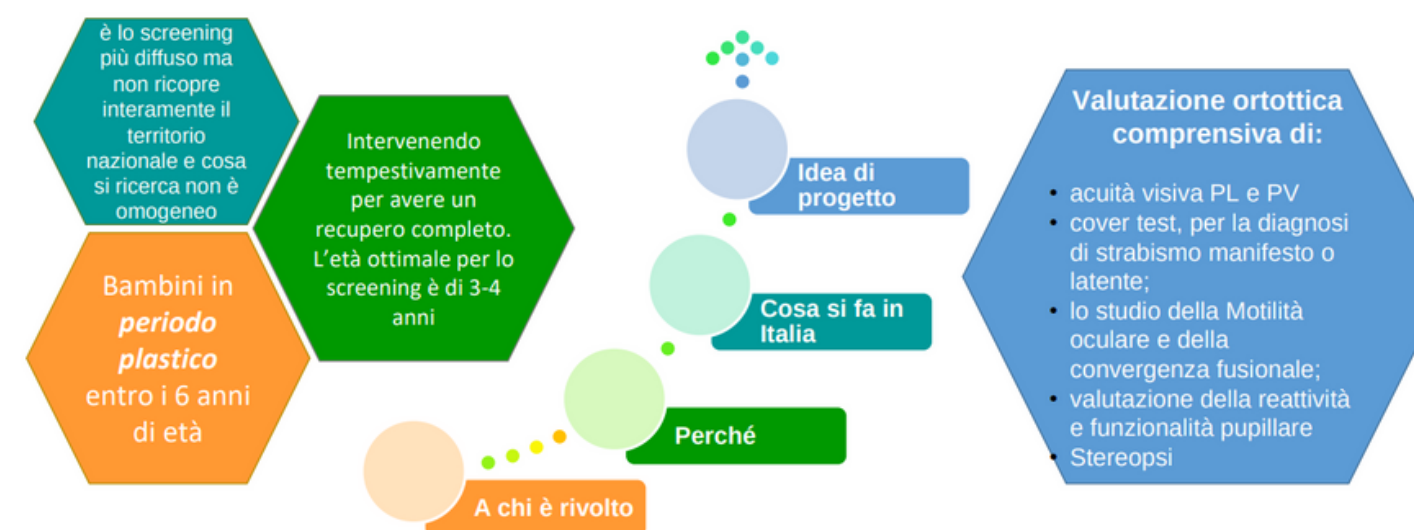 è lo screening
più diffuso ma
non ricopre
interamente il
territorio
nazionale e cosa
si ricerca non è
omogeneo
Intervenendo
tempestivamente
per avere un
recupero completo.
L'età ottimale per lo
screening è di 3-4
anni
Bambini in
periodo
plastico
entro i 6 anni
di età
Idea di
progetto
Cosa si fa in
Italia
Perché
A chi è rivolto
Valutazione ortottica
comprensiva di:
• acuità visiva PL e PV
• cover test, per la diagnosi
di strabismo manifesto o
latente;
• lo studio della Motilità
oculare e della
convergenza fusionale;
• valutazione della reattività
e funzionalità pupillare
• Stereopsi